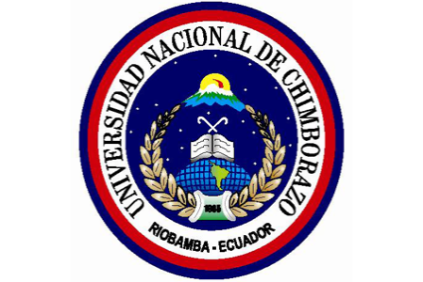 UNIVERSIDAD NACIONAL DE CHIMBORAZO
1995
RIOBAMBA - ECUADOR